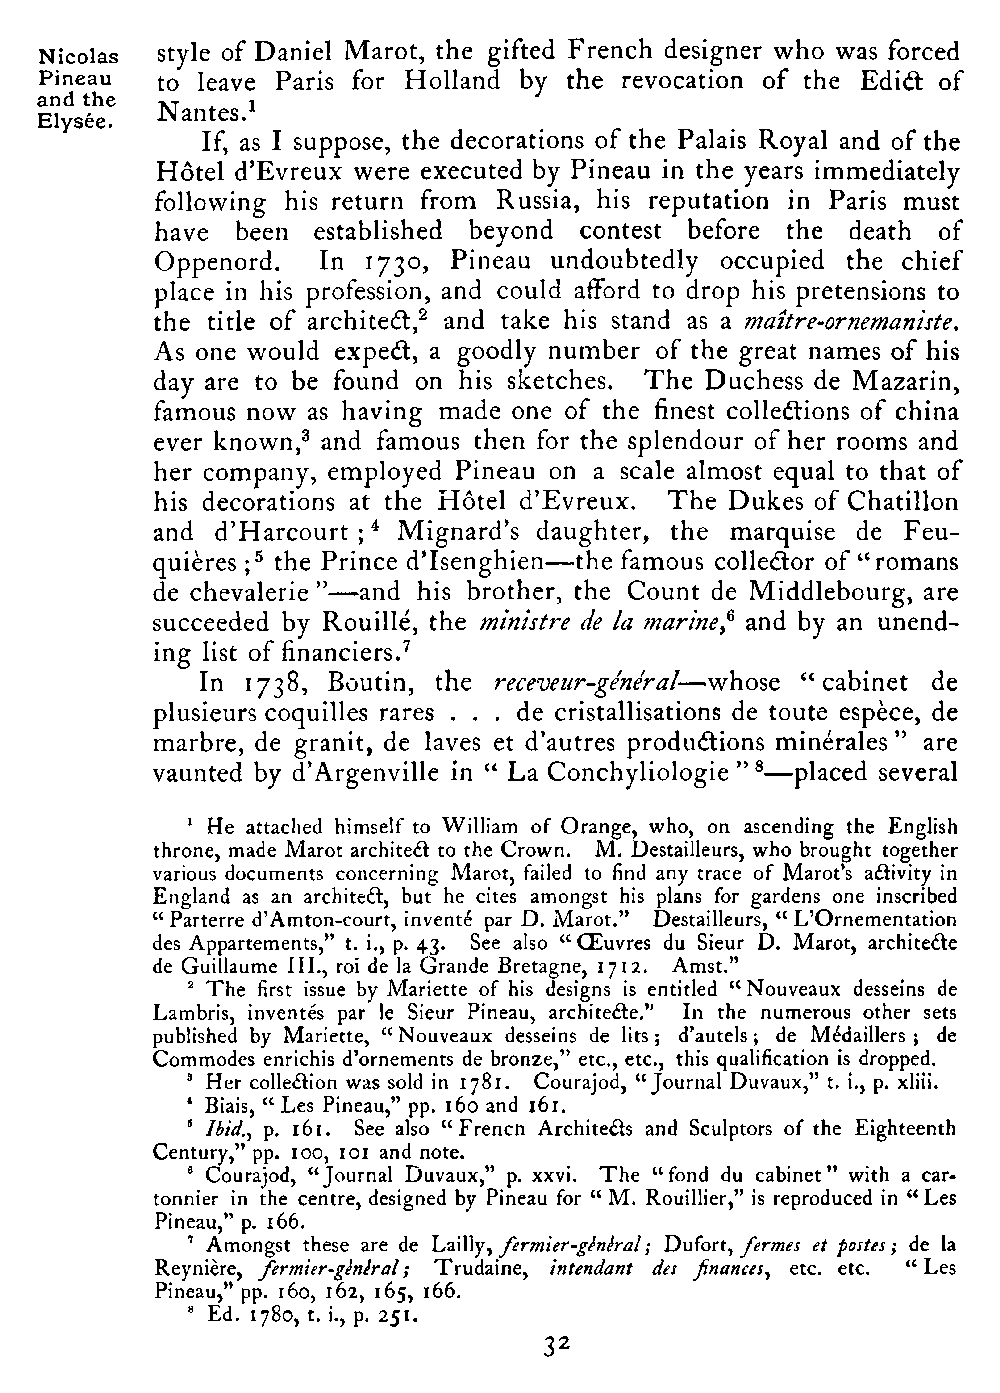 Nicolas
Pineau
and the
Elysée.
style of Daniel Marot, the gifted French designer who was forced
to leave Paris for Holland by the revocation of the Edict of
Nantes.¹
If, as I suppose, the decorations of the Palais Royal and of the
Hôtel d'Evreux were executed by Pineau in the years immediately
following his return from Russia, his reputation in Paris must
have been established beyond contest before the death of
Oppenord. In 1730, Pineau undoubtedly occupied the chief
place in his profession, and could afford to drop his pretensions to
the title of architect,² and take his stand as a maître-ornemaniste.
As one would expect, a goodly number of the great names of his
day are to be found on his sketches. The Duchess de Mazarin,
famous now as having made one of the finest collections of china
ever known,³ and famous then for the splendour of her rooms and
her company, employed Pineau on a scale almost equal to that of
his decorations at the Hôtel d'Evreux. The Dukes of Chatillon
and d'Harcourt ;⁴ Mignard's daughter, the marquise de Feu-
quières ;⁵ the Prince d'Isenghien—the famous collector of “ romans
de chevalerie ”—and his brother, the Count de Middlebourg, are
succeeded by Rouillé, the ministre de la marine,⁶ and by an unend-
ing list of financiers.⁷
In 1738, Boutin, the receveur-général—whose “ cabinet de
plusieurs coquilles rares . . . de cristallisations de toute espèce, de
marbre, de granit, de laves et d'autres productions minérales ” are
vaunted by d'Argenville in “ La Conchyliologie ” ⁸—placed several
¹ He attached himself to William of Orange, who, on ascending the English
throne, made Marot architect to the Crown. M. Destailleurs, who brought together
various documents concerning Marot, failed to find any trace of Marot's activity in
England as an architect, but he cites amongst his plans for gardens one inscribed
“ Parterre d'Amton-court, inventé par D. Marot.” Destailleurs, “ L'Ornementation
des Appartements,” t. i., p. 43. See also “ Œuvres du Sieur D. Marot, architecte
de Guillaume III., roi de la Grande Bretagne, 1712. Amst.”
² The first issue by Mariette of his designs is entitled “ Nouveaux desseins de
Lambris, inventés par le Sieur Pineau, architecte.” In the numerous other sets
published by Mariette, “ Nouveaux desseins de lits ; d'autels ; de Médaillers ; de
Commodes enrichis d'ornements de bronze,” etc., etc., this qualification is dropped.
³ Her collection was sold in 1781. Courajod, “ Journal Duvaux,” t. i., p. xliii.
⁴ Biais, “ Les Pineau,” pp. 160 and 161.
⁵ Ibid., p. 161. See also “ French Architects and Sculptors of the Eighteenth
Century,” pp. 100, 101 and note.
⁶ Courajod, “ Journal Duvaux,” p. xxvi. The “ fond du cabinet ” with a car-
tonnier in the centre, designed by Pineau for “ M. Rouillier,” is reproduced in “ Les
Pineau,” p. 166.
⁷ Amongst these are de Lailly, fermier-général ; Dufort, fermes et postes ; de la
Reynière, fermier-général ; Trudaine, intendant des finances, etc. etc. “ Les
Pineau,” pp. 160, 162, 165, 166.
⁸ Ed. 1780, t. i., p. 251.
32